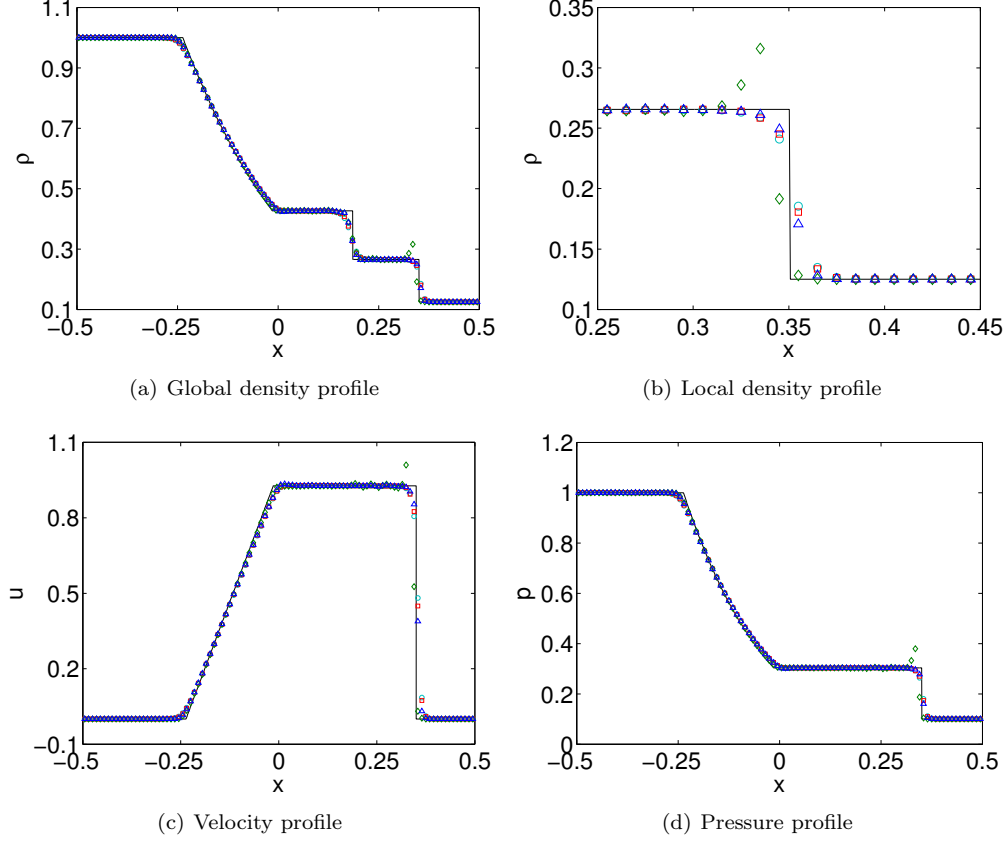 1.1
0.9
0.7
0.5
0.3
0.1
ρ
−0.5 −0.25 0 0.25 0.5
x
(a) Global density profile
0.35
0.3
0.25
0.2
0.15
0.1
ρ
0.25 0.3 0.35 0.4 0.45
x
(b) Local density profile
1.1
0.8
0.5
0.2
−0.1
u
−0.5 −0.25 0 0.25 0.5
x
(c) Velocity profile
1.2
1
0.8
0.6
0.4
0.2
0
p
−0.5 −0.25 0 0.25 0.5
x
(d) Pressure profile